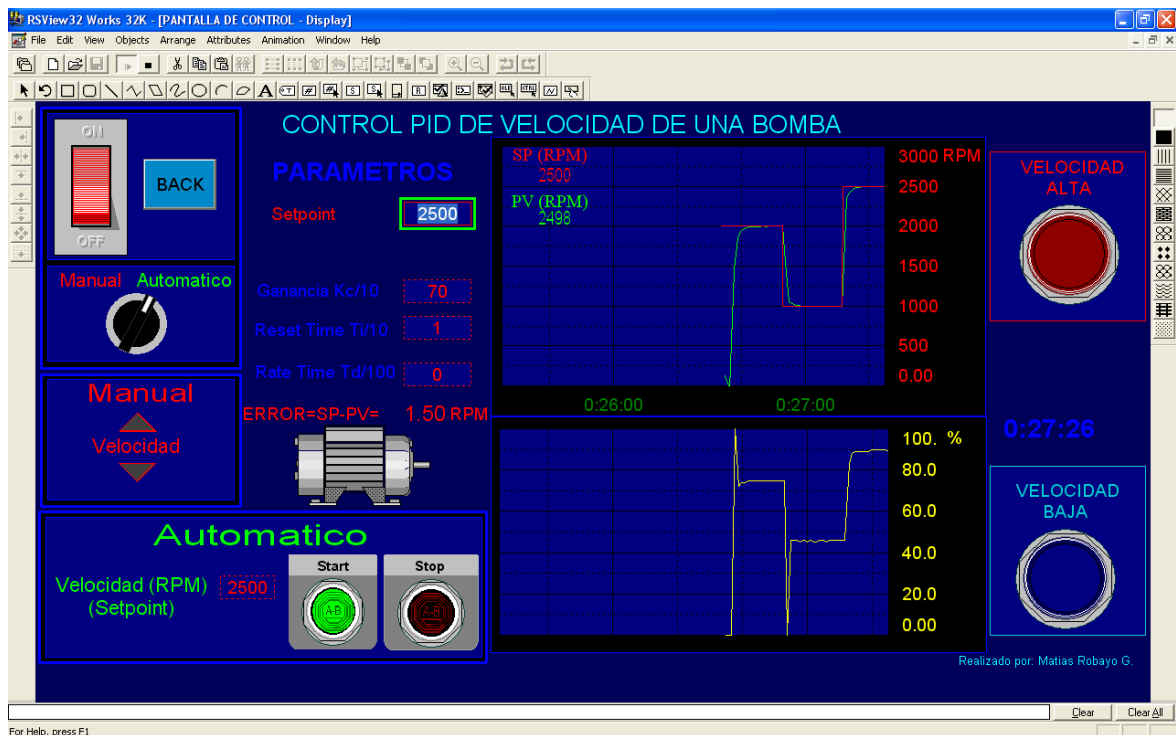 RSView32 Works 32K - [PANTALLA DE CONTROL - Display]
File Edit View Objects Arrange Attributes Animation Window Help
CONTROL PID DE VELOCIDAD DE UNA BOMBA
ON
OFF
BACK
Manual Automatico
Manual
Velocidad
PARAMETROS
Setpoint 2500
Ganancia Kc/10 70
Reset Time Ti/10 1
Rate Time Td/100 0
ERROR=SP-PV= 1.50 RPM
SP (RPM)
2500
PV (RPM)
2498
3000 RPM
2500
2000
1500
1000
500
0.00
0:26:00 0:27:00
100. %
80.0
60.0
40.0
20.0
0.00
VELOCIDAD
ALTA
0:27:26
VELOCIDAD
BAJA
Automatico
Velocidad (RPM) 2500
(Setpoint)
Start
A-B
Stop
A-B
Realizado por: Matias Robayo G.
Clear Clear All
For Help, press F1